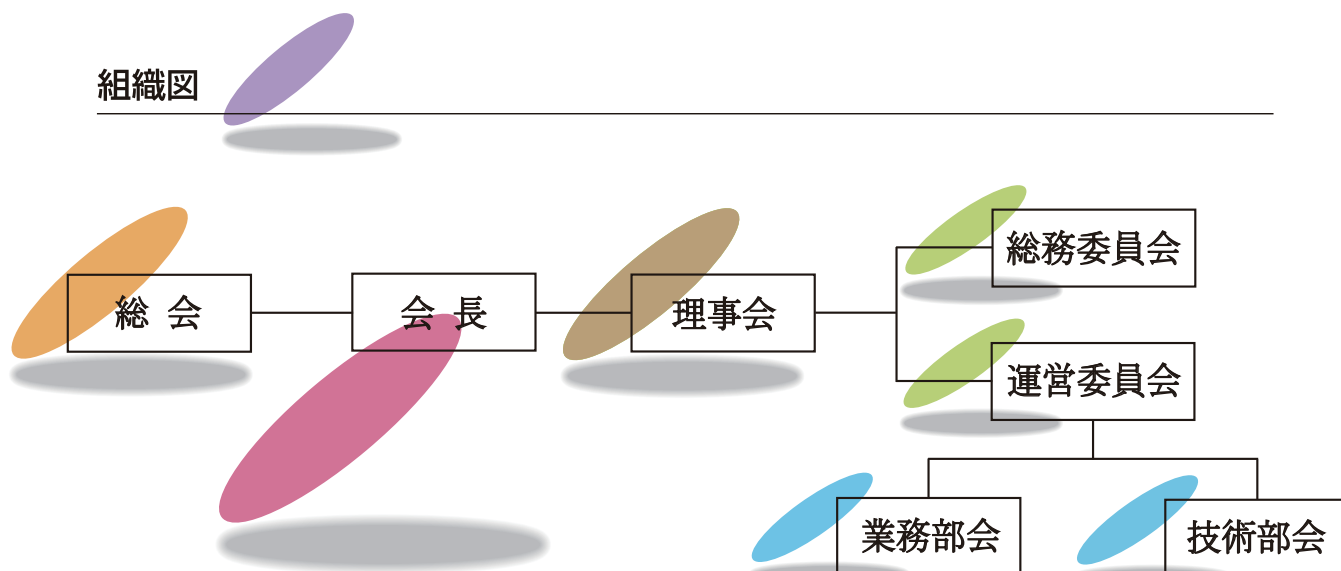 組織図
総 会
会 長
理事会
総務委員会
運営委員会
業務部会
技術部会